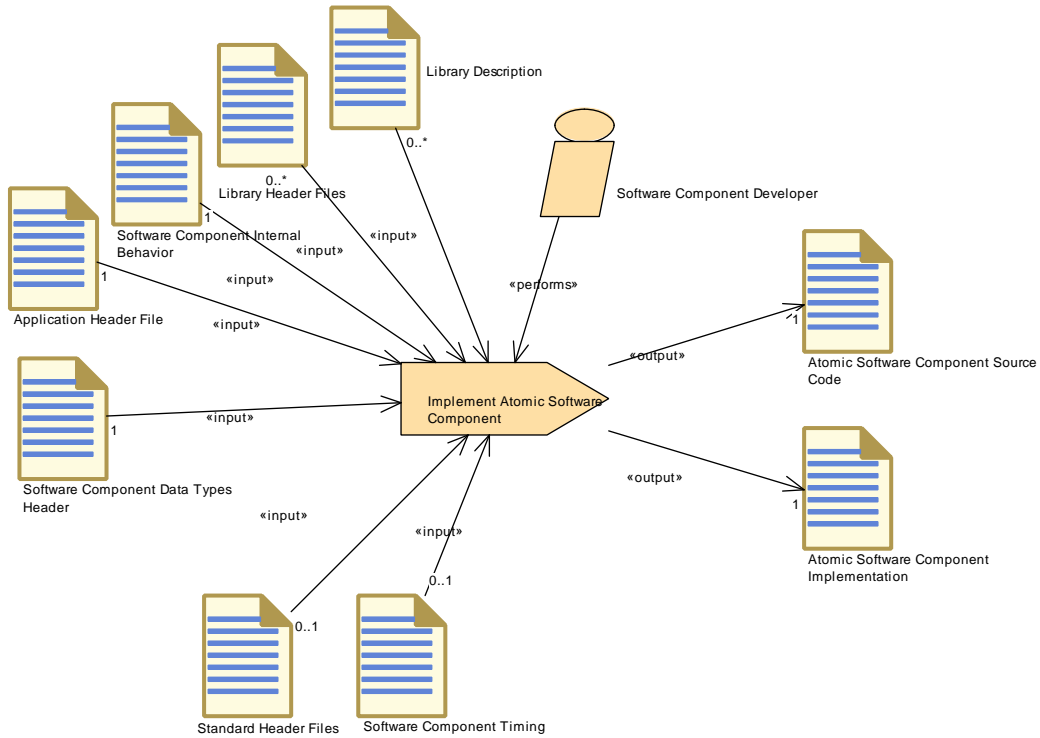 Library Description
0..*
0..*
Library Header Files
Software Component Developer
1
Software Component Internal
Behavior
«input»
«input»
«input»
1
«input»
«performs»
Application Header File
1
«output»
Atomic Software Component Source
Code
Implement Atomic Software
Component
«input»
1
Software Component Data Types
Header
«output»
1
«input»
«input»
Atomic Software Component
Implementation
0..1
0..1
Standard Header Files
Software Component Timing